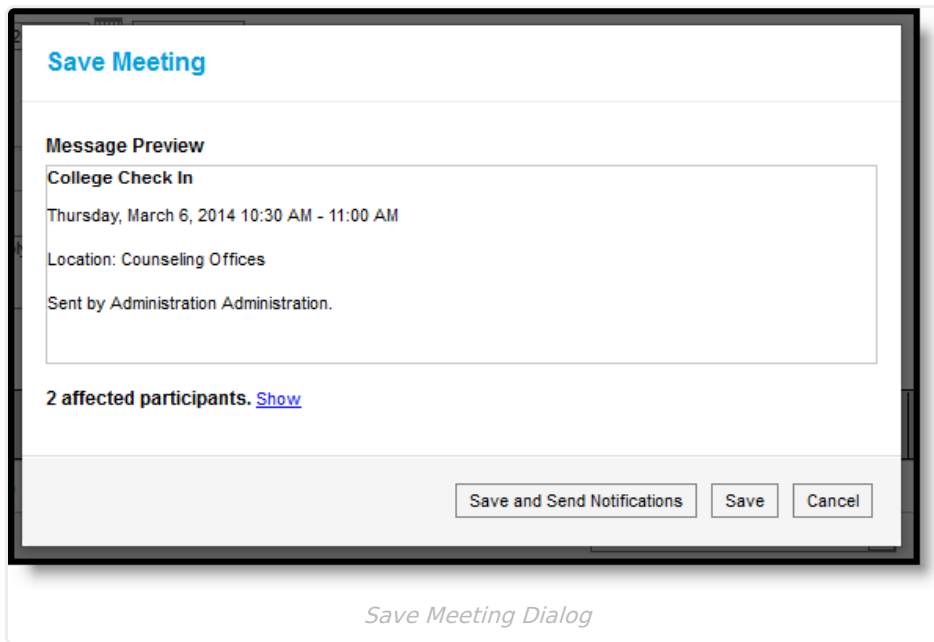 Save Meeting
Message Preview
College Check In
Thursday, March 6, 2014 10:30 AM - 11:00 AM
Location: Counseling Offices
Sent by Administration Administration.
2 affected participants. Show
Save and Send Notifications Save Cancel
Save Meeting Dialog